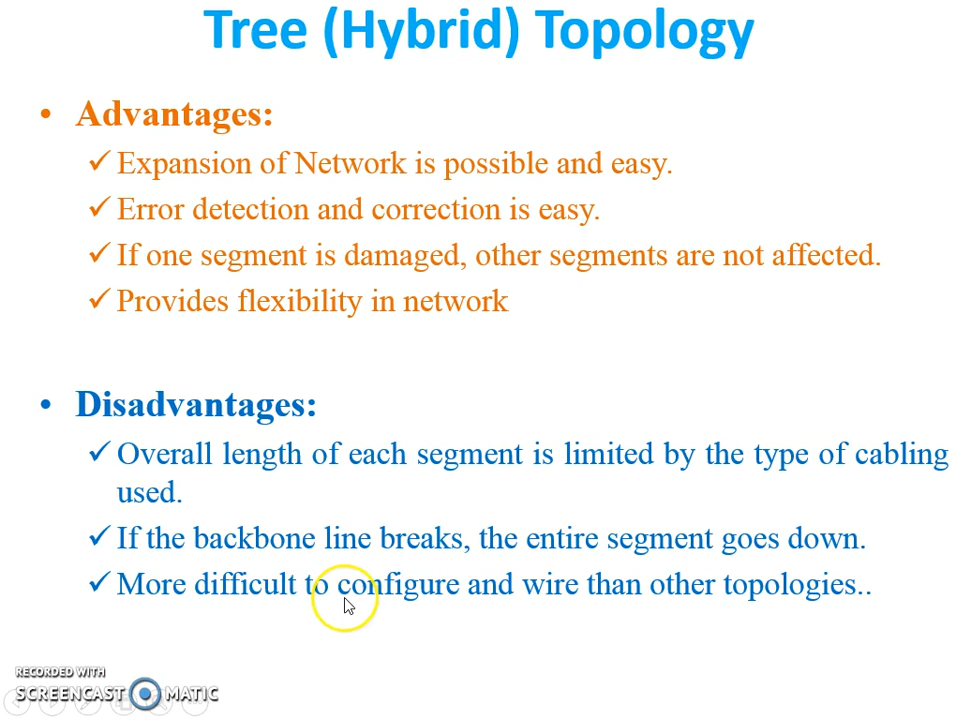 Tree (Hybrid) Topology
• Advantages:
✓ Expansion of Network is possible and easy.
✓ Error detection and correction is easy.
✓ If one segment is damaged, other segments are not affected.
✓ Provides flexibility in network
• Disadvantages:
✓ Overall length of each segment is limited by the type of cabling
used.
✓ If the backbone line breaks, the entire segment goes down.
✓ More difficult to configure and wire than other topologies..
RECORDED WITH
SCREENCAST MATIC